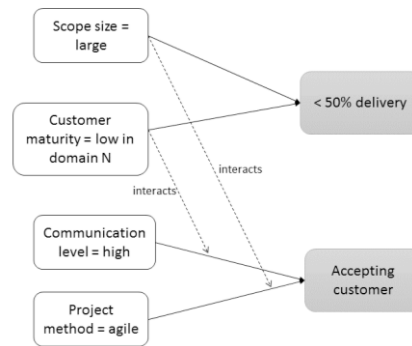 Scope size =
large
< 50% delivery
Customer
maturity = low in
domain N
interacts
interacts
Communication
level = high
Accepting
customer
Project
method = agile